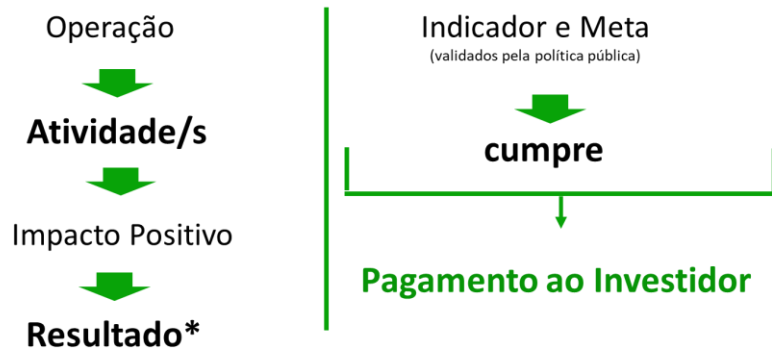 Operação
Atividade/s
Impacto Positivo
Resultado*
Indicador e Meta
(validados pela política pública)
cumpre
Pagamento ao Investidor